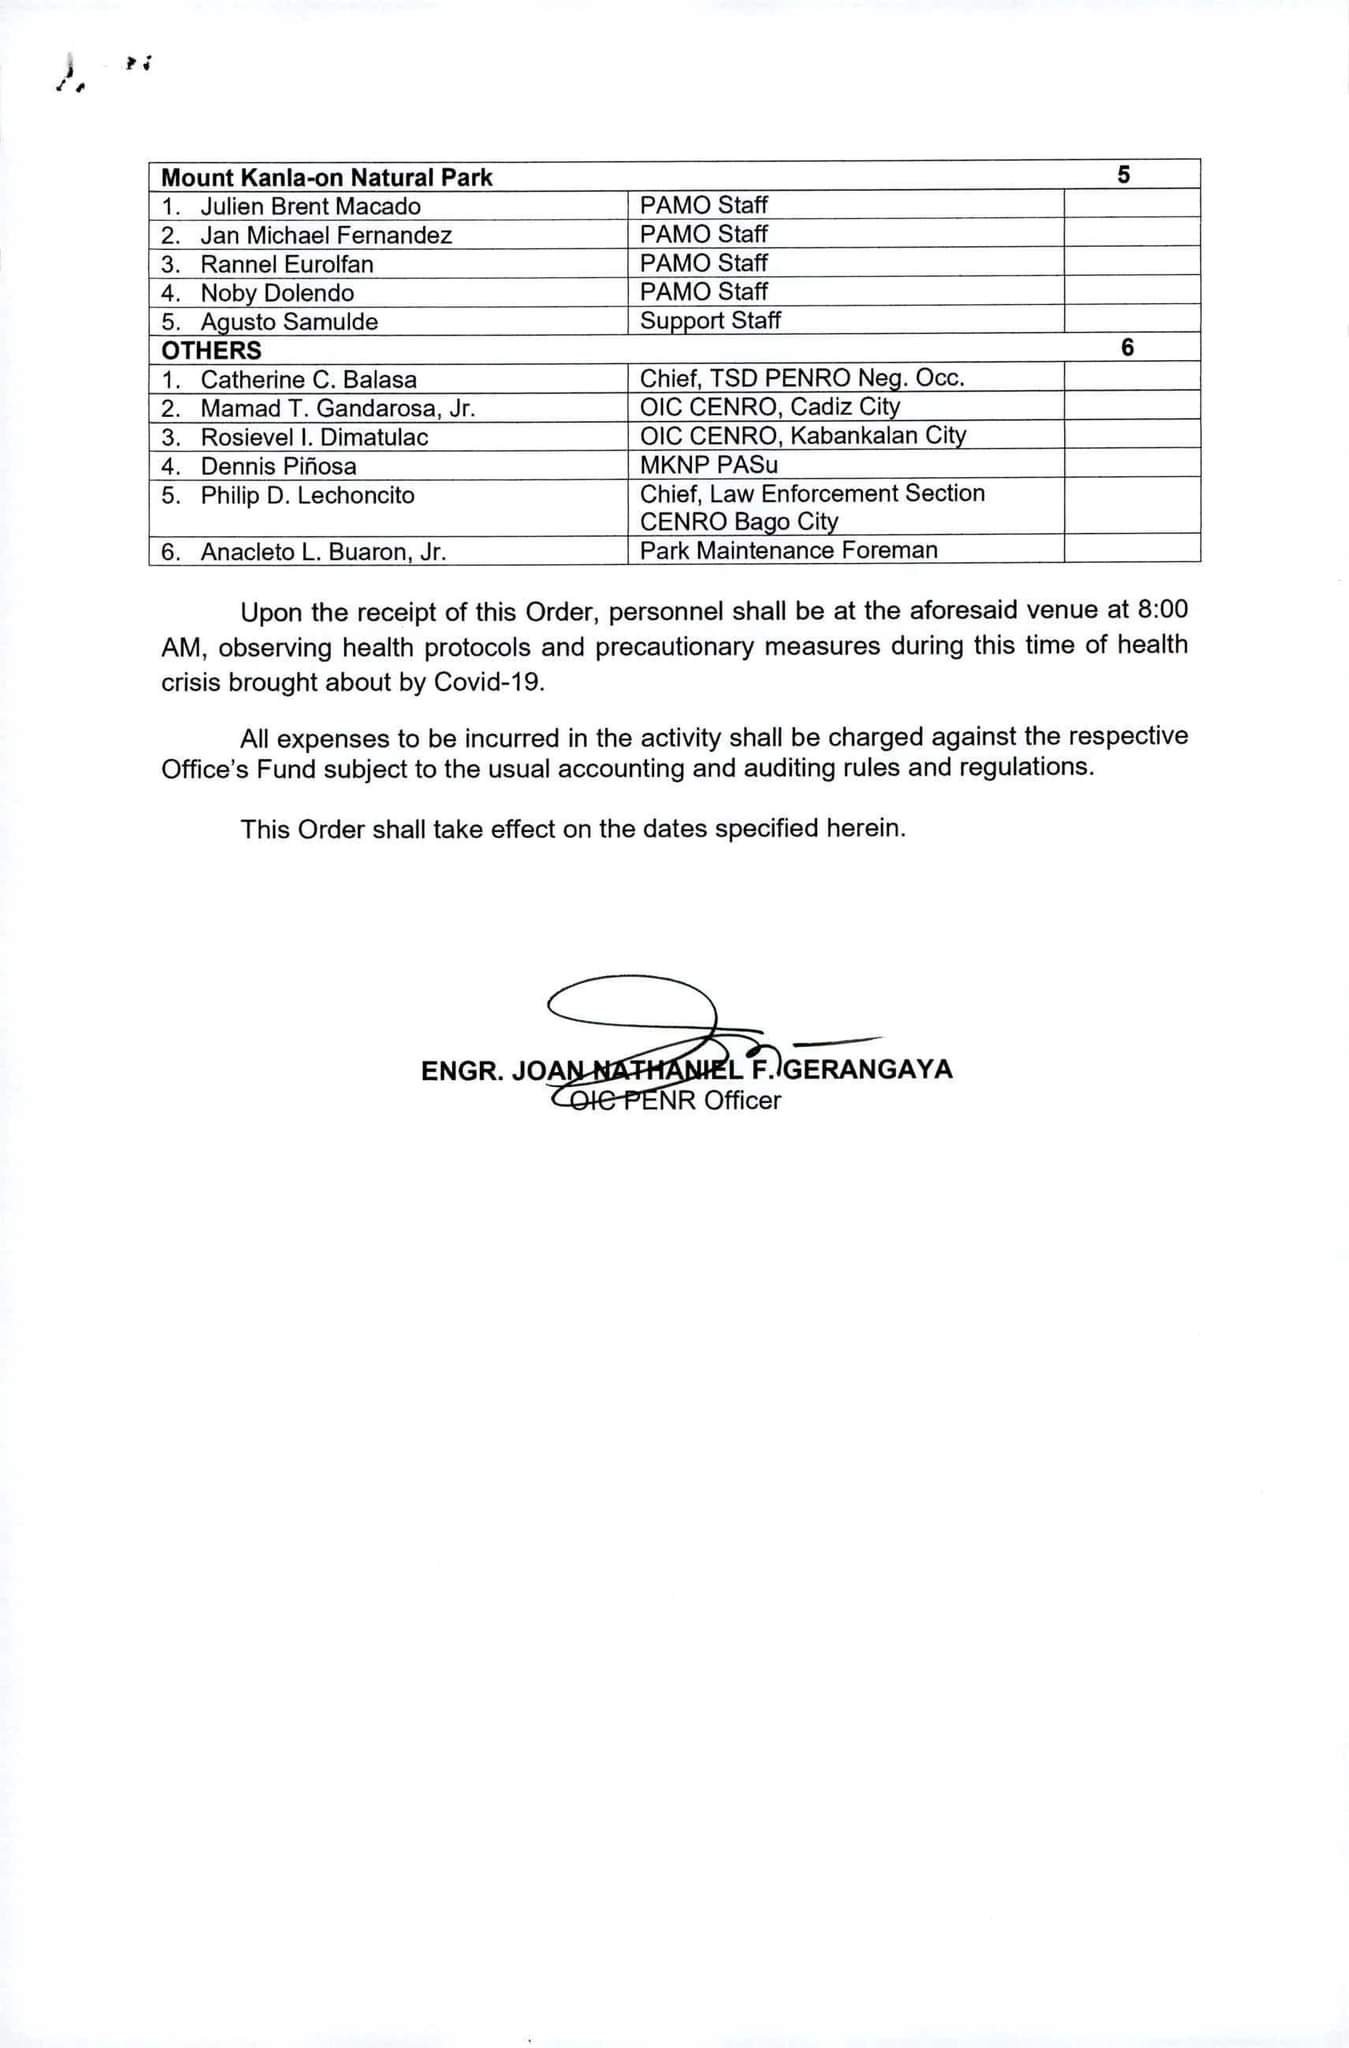 Mount Kanla-on Natural Park 5
1. Julien Brent Macado PAMO Staff
2. Jan Michael Fernandez PAMO Staff
3. Rannel Eurolfan PAMO Staff
4. Noby Dolendo PAMO Staff
5. Agusto Samulde Support Staff
OTHERS 6
1. Catherine C. Balasa Chief, TSD PENRO Neg. Occ.
2. Mamad T. Gandarosa, Jr. OIC CENRO, Cadiz City
3. Rosievel I. Dimatulac OIC CENRO, Kabankalan City
4. Dennis Piñosa MKNP PASu
5. Philip D. Lechoncito Chief, Law Enforcement Section
CENRO Bago City
6. Anacleto L. Buaron, Jr. Park Maintenance Foreman
Upon the receipt of this Order, personnel shall be at the aforesaid venue at 8:00
AM, observing health protocols and precautionary measures during this time of health
crisis brought about by Covid-19.
All expenses to be incurred in the activity shall be charged against the respective
Office's Fund subject to the usual accounting and auditing rules and regulations.
This Order shall take effect on the dates specified herein.
ENGR. JOAN NATHANIEL F. GERANGAYA
OIC PENR Officer